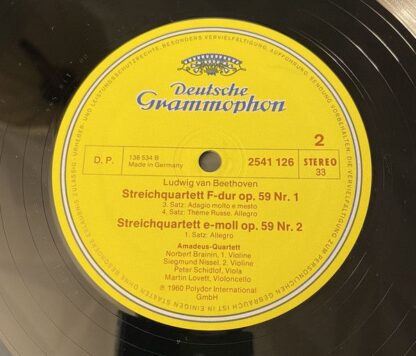 Deutsche
Grammophon
2
D. P.
138 534 B
Made in Germany
2541 126
STEREO
33
Ludwig van Beethoven
Streichquartett F-dur op. 59 Nr. 1
3. Satz: Adagio molto e mesto
4. Satz: Thème Russe. Allegro
Streichquartett e-moll op. 59 Nr. 2
1. Satz: Allegro
Amadeus-Quartett
Norbert Brainin, 1. Violine
Siegmund Nissel, 2. Violine
Peter Schidlof, Viola
Martin Lovett, Violoncello
℗ 1960 Polydor International
GmbH